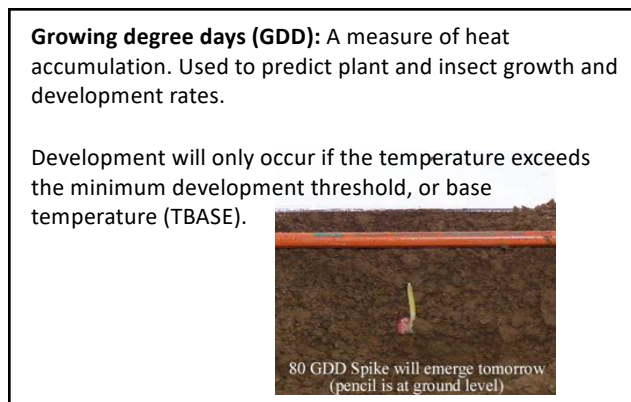 Growing degree days (GDD): A measure of heat
accumulation. Used to predict plant and insect growth and
development rates.
Development will only occur if the temperature exceeds
the minimum development threshold, or base
temperature (TBASE).
80 GDD Spike will emerge tomorrow
(pencil is at ground level)